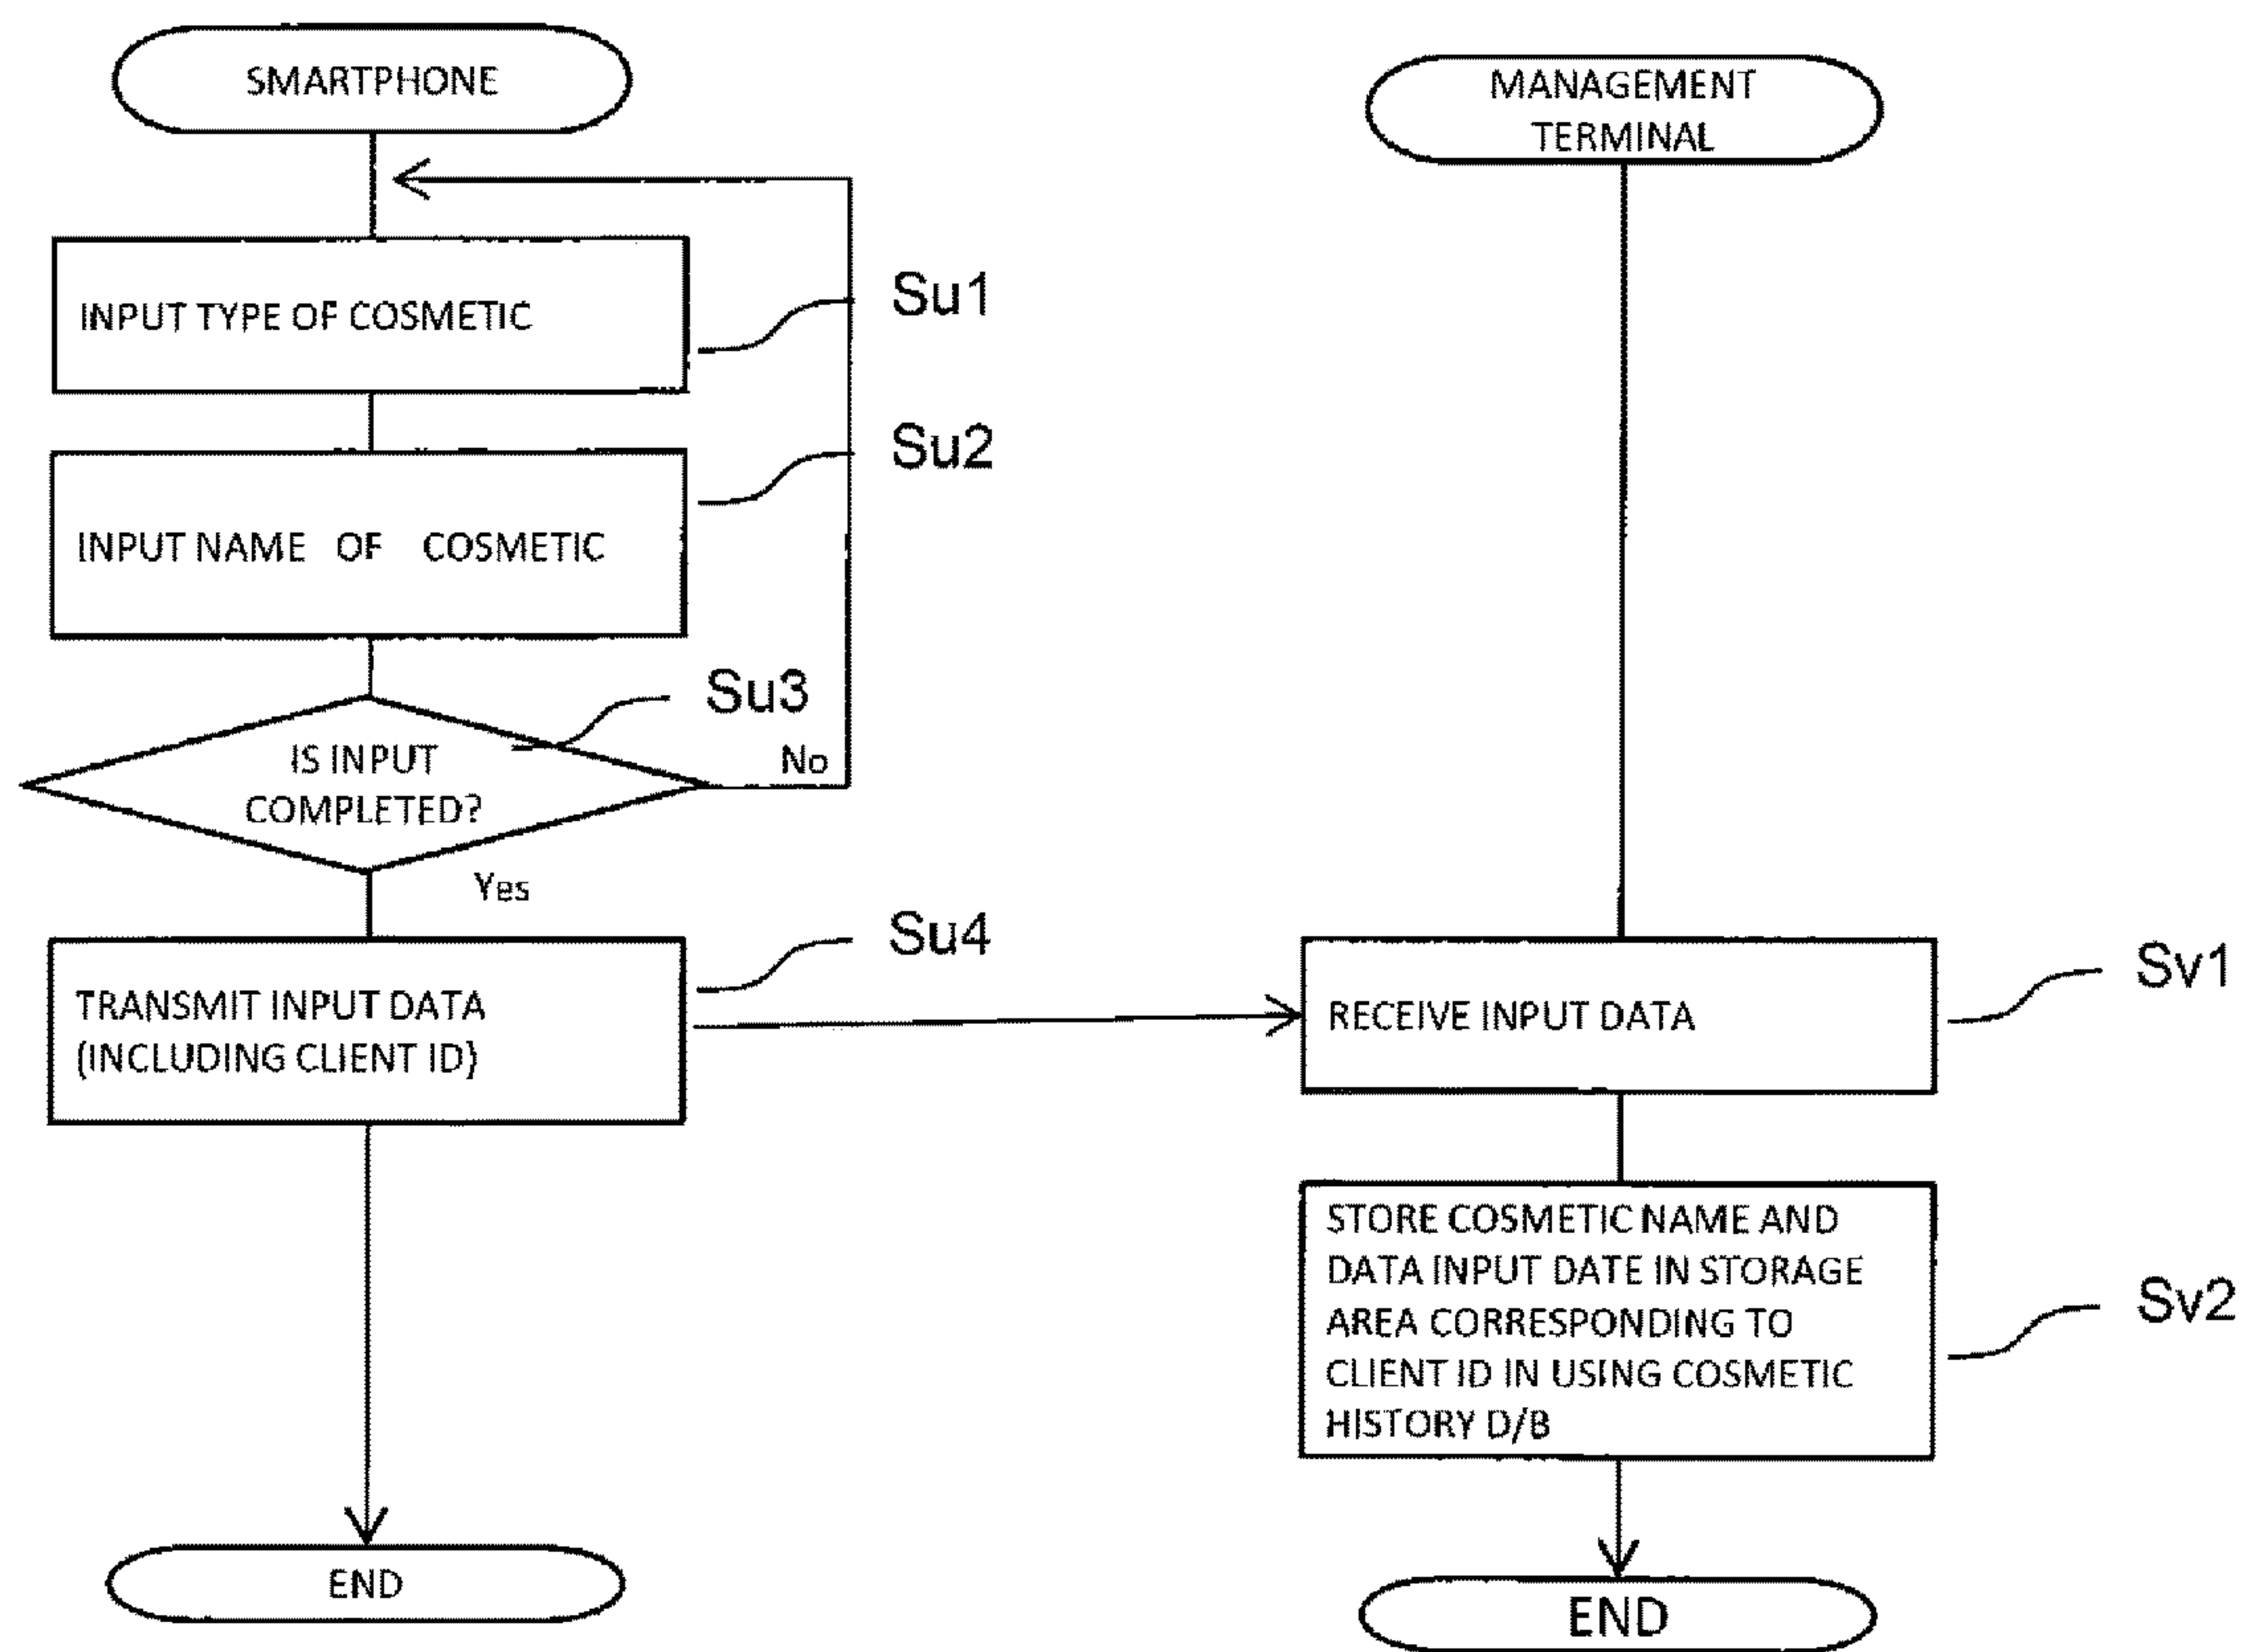 SMARTPHONE
INPUT TYPE OF COSMETIC
Su1
INPUT NAME OF COSMETIC
Su2
Su3
IS INPUT
COMPLETED?
No
Yes
TRANSMIT INPUT DATA
(INCLUDING CLIENT ID)
Su4
END
MANAGEMENT
TERMINAL
RECEIVE INPUT DATA
Sv1
STORE COSMETIC NAME AND
DATA INPUT DATE IN STORAGE
AREA CORRESPONDING TO
CLIENT ID IN USING COSMETIC
HISTORY D/B
Sv2
END